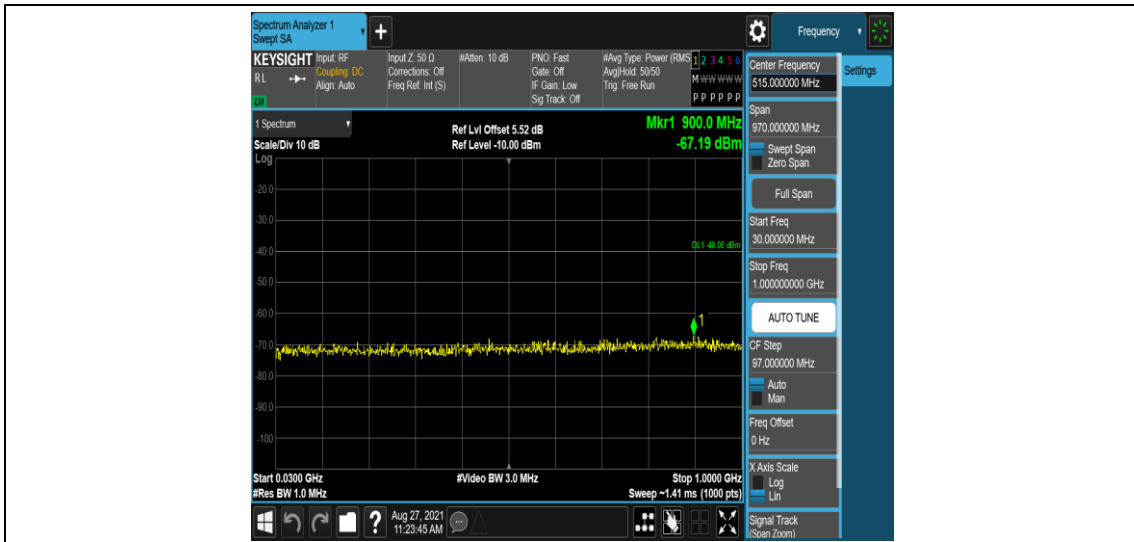 Spectrum Analyzer 1
Swept SA
+
Frequency
KEYSIGHT Input: RF
RL
Coupling: DC
Align: Auto
LM
Input Z: 50 Ω
Corrections: Off
Freq Ref: Int (S)
#Atten: 10 dB
PNO: Fast
Gate: Off
IF Gain: Low
Sig Track: Off
#Avg Type: Power (RMS
Avg|Hold: 50/50
Trig: Free Run
1 2 3 4 5 6
M W W W W W
P P P P P P
1 Spectrum
Scale/Div 10 dB
Ref Lvl Offset 5.52 dB
Ref Level -10.00 dBm
Mkr1 900.0 MHz
-67.19 dBm
Log
-20.0
-30.0
-40.0
DL1 -40.00 dBm
-50.0
-60.0
1
-70.0
-80.0
-90.0
-100
Start 0.0300 GHz
#Res BW 1.0 MHz
#Video BW 3.0 MHz
Stop 1.0000 GHz
Sweep ~1.41 ms (1000 pts)
?
Aug 27, 2021
11:23:45 AM
Center Frequency
515.000000 MHz
Settings
Span
970.000000 MHz
Swept Span
Zero Span
Full Span
Start Freq
30.000000 MHz
Stop Freq
1.000000000 GHz
AUTO TUNE
CF Step
97.000000 MHz
Auto
Man
Freq Offset
0 Hz
X Axis Scale
Log
Lin
Signal Track
(Span Zoom)